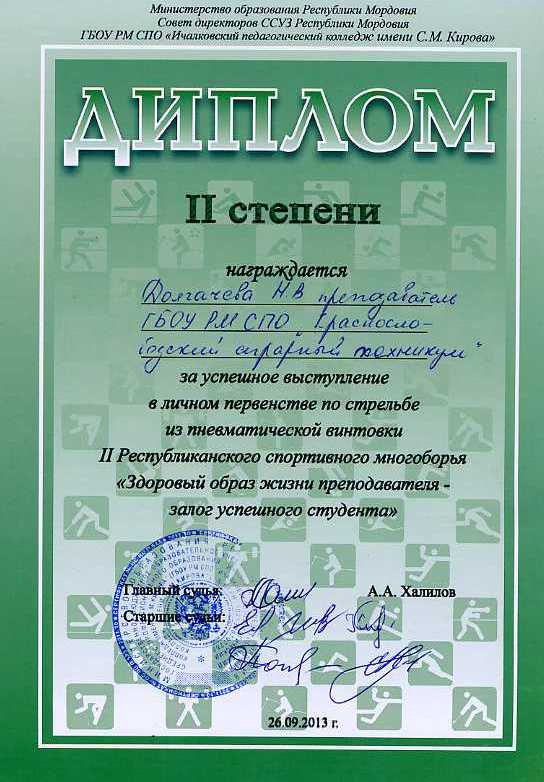 Министерство образования Республики Мордовия
Совет директоров ССУЗ Республики Мордовия
ГБОУ РМ СПО «Ичалковский педагогический колледж имени С.М. Кирова»
ДИПЛОМ
II степени
награждается
Долгачева Н В преподаватель
ГБОУ РМ СПО „Красносло-
бодский аграрный техникум“
за успешное выступление
в личном первенстве по стрельбе
из пневматической винтовки
II Республиканского спортивного многоборья
«Здоровый образ жизни преподавателя -
залог успешного студента»
Главный судья: А.А. Халилов
Старшие судьи:
26.09.2013 г.